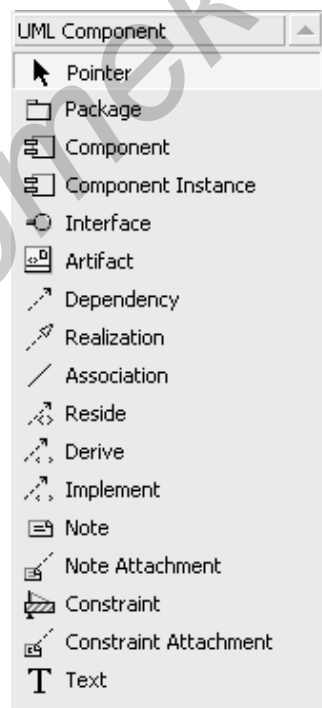 UML Component
Pointer
Package
Component
Component Instance
Interface
Artifact
Dependency
Realization
Association
Reside
Derive
Implement
Note
Note Attachment
Constraint
Constraint Attachment
T Text